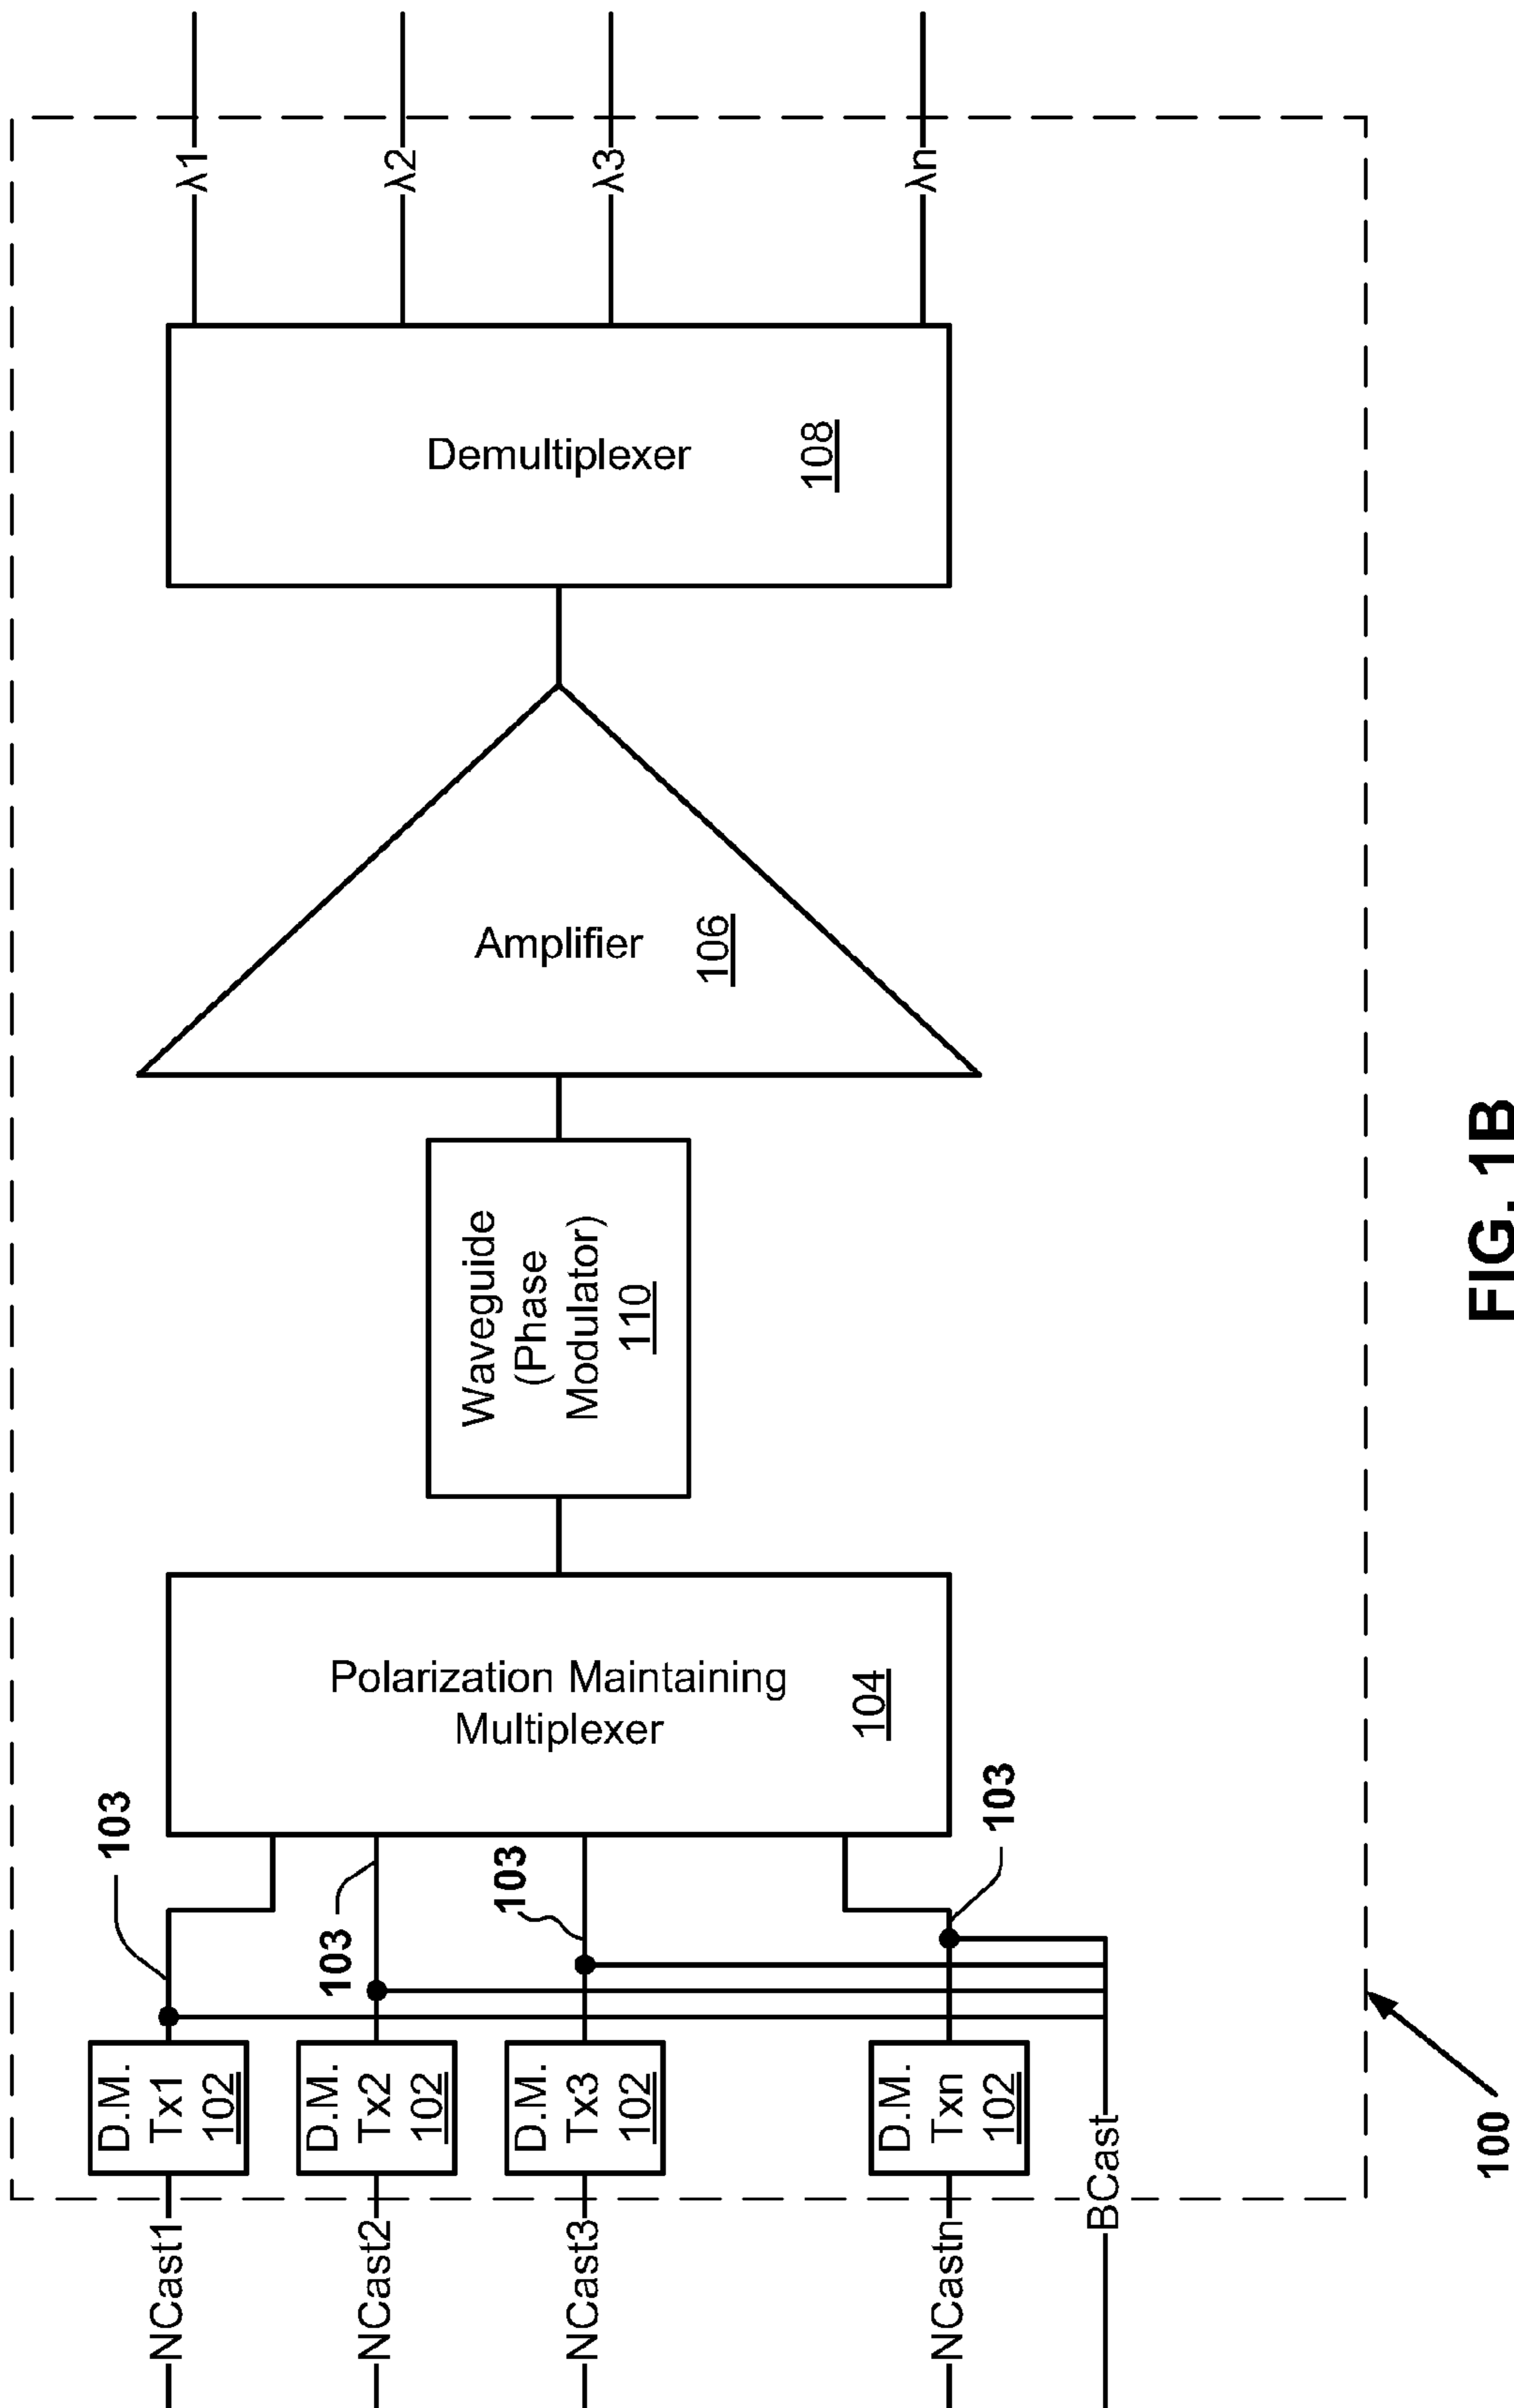 NCast1
NCast2
NCast3
NCastn
BCast
D.M.
Tx1
102
D.M.
Tx2
102
D.M.
Tx3
102
D.M.
Txn
102
103
103
103
103
Polarization Maintaining
Multiplexer
104
Waveguide
(Phase
Modulator)
110
Amplifier
106
Demultiplexer
108
λ1
λ2
λ3
λn
100
FIG. 1B